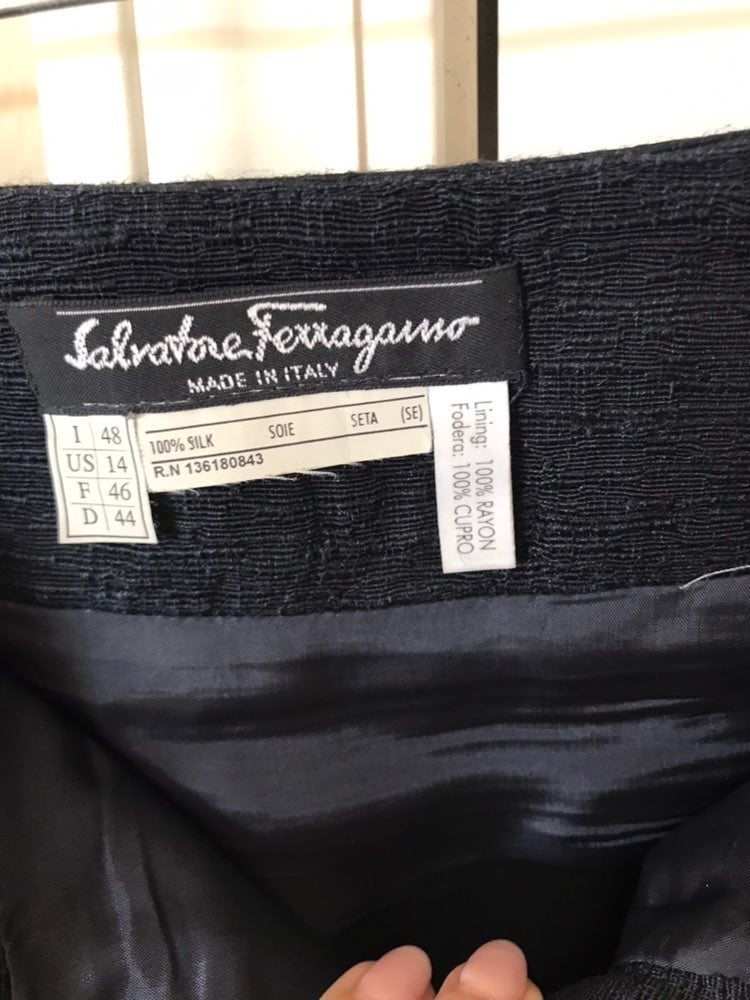 Salvatore Ferragamo
MADE IN ITALY
I 48
US 14
F 46
D 44
100% SILK SOIE SETA (SE)
R.N 136180843
Lining: 100% RAYON
Fodera: 100% CUPRO